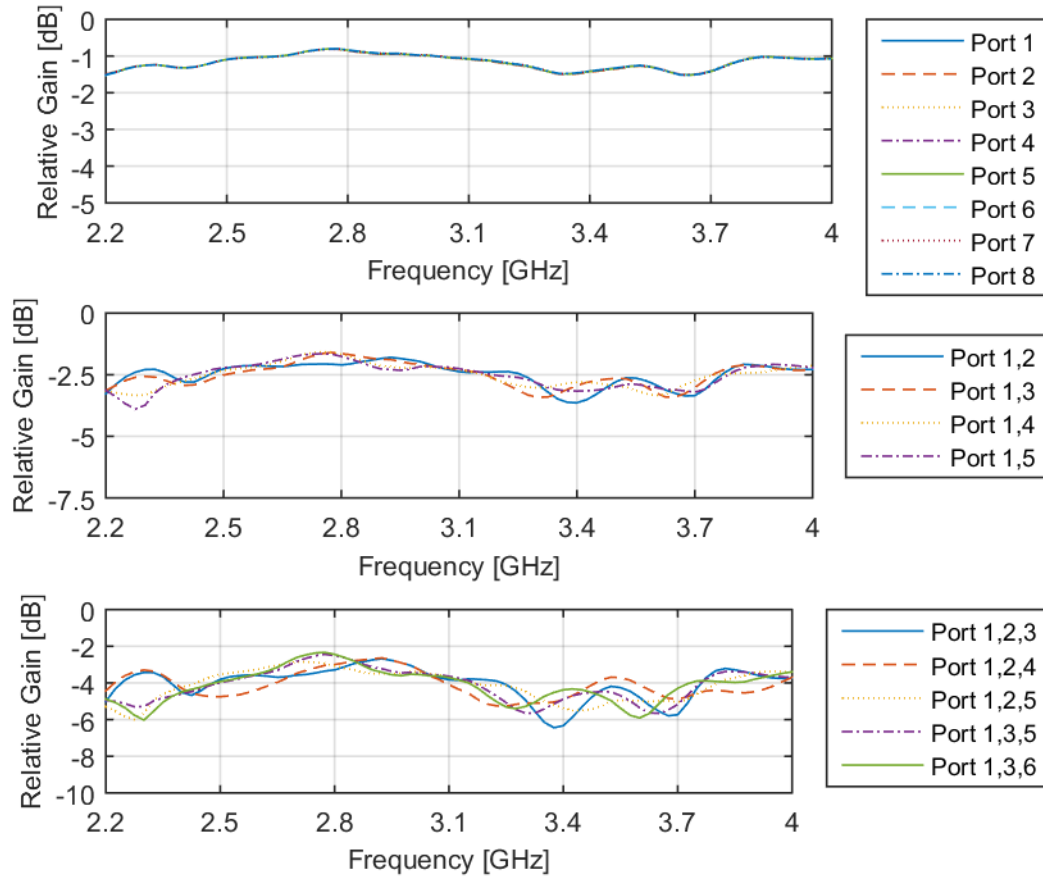 Relative Gain [dB]
0
-1
-2
-3
-4
-5
2.2 2.5 2.8 3.1 3.4 3.7 4
Frequency [GHz]
Port 1
Port 2
Port 3
Port 4
Port 5
Port 6
Port 7
Port 8
Relative Gain [dB]
0
-2.5
-5
-7.5
2.2 2.5 2.8 3.1 3.4 3.7 4
Frequency [GHz]
Port 1,2
Port 1,3
Port 1,4
Port 1,5
Relative Gain [dB]
0
-2
-4
-6
-8
-10
2.2 2.5 2.8 3.1 3.4 3.7 4
Frequency [GHz]
Port 1,2,3
Port 1,2,4
Port 1,2,5
Port 1,3,5
Port 1,3,6